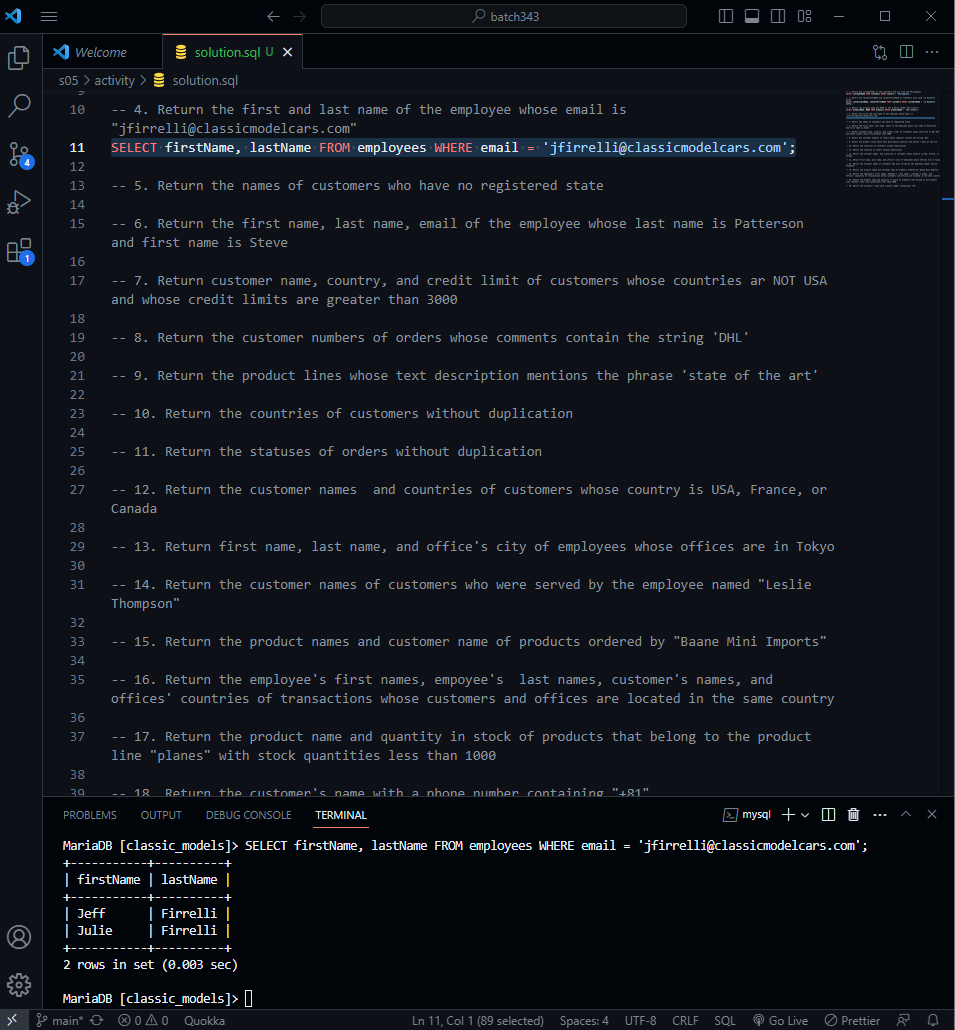 batch343
Welcome
solution.sql U
s05 > activity > solution.sql
9
10 -- 4. Return the first and last name of the employee whose email is
"jfirrelli@classicmodelcars.com"
11 SELECT firstName, lastName FROM employees WHERE email = 'jfirrelli@classicmodelcars.com';
12
13 -- 5. Return the names of customers who have no registered state
14
15 -- 6. Return the first name, last name, email of the employee whose last name is Patterson
and first name is Steve
16
17 -- 7. Return customer name, country, and credit limit of customers whose countries ar NOT USA
and whose credit limits are greater than 3000
18
19 -- 8. Return the customer numbers of orders whose comments contain the string 'DHL'
20
21 -- 9. Return the product lines whose text description mentions the phrase 'state of the art'
22
23 -- 10. Return the countries of customers without duplication
24
25 -- 11. Return the statuses of orders without duplication
26
27 -- 12. Return the customer names  and countries of customers whose country is USA, France, or
Canada
28
29 -- 13. Return first name, last name, and office's city of employees whose offices are in Tokyo
30
31 -- 14. Return the customer names of customers who were served by the employee named "Leslie
Thompson"
32
33 -- 15. Return the product names and customer name of products ordered by "Baane Mini Imports"
34
35 -- 16. Return the employee's first names, empoyee's  last names, customer's names, and
offices' countries of transactions whose customers and offices are located in the same country
36
37 -- 17. Return the product name and quantity in stock of products that belong to the product
line "planes" with stock quantities less than 1000
38
39 -- 18. Return the customer's name with a phone number containing "+81"
4
1
PROBLEMS OUTPUT DEBUG CONSOLE TERMINAL mysql
MariaDB [classic_models]> SELECT firstName, lastName FROM employees WHERE email = 'jfirrelli@classicmodelcars.com';
+-----------+----------+
| firstName | lastName |
+-----------+----------+
| Jeff      | Firrelli |
| Julie     | Firrelli |
+-----------+----------+
2 rows in set (0.003 sec)
MariaDB [classic_models]>
main* 0 0 Quokka Ln 11, Col 1 (89 selected) Spaces: 4 UTF-8 CRLF SQL Go Live Prettier